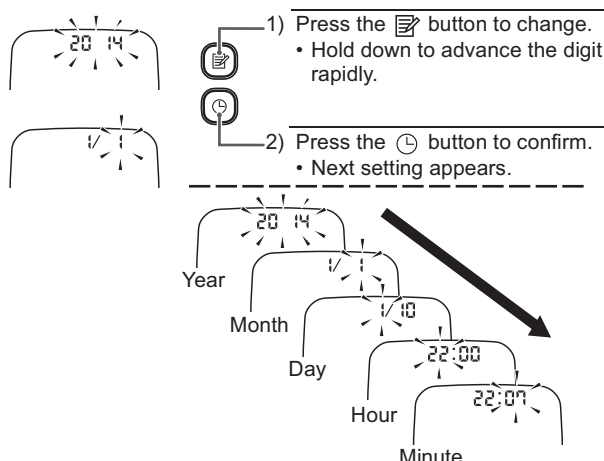 20 14
1) Press the button to change.
• Hold down to advance the digit
rapidly.
1/ 1
2) Press the button to confirm.
• Next setting appears.
20 14
Year
1/ 1
Month
1/10
Day
22:00
Hour
22:07
Minute